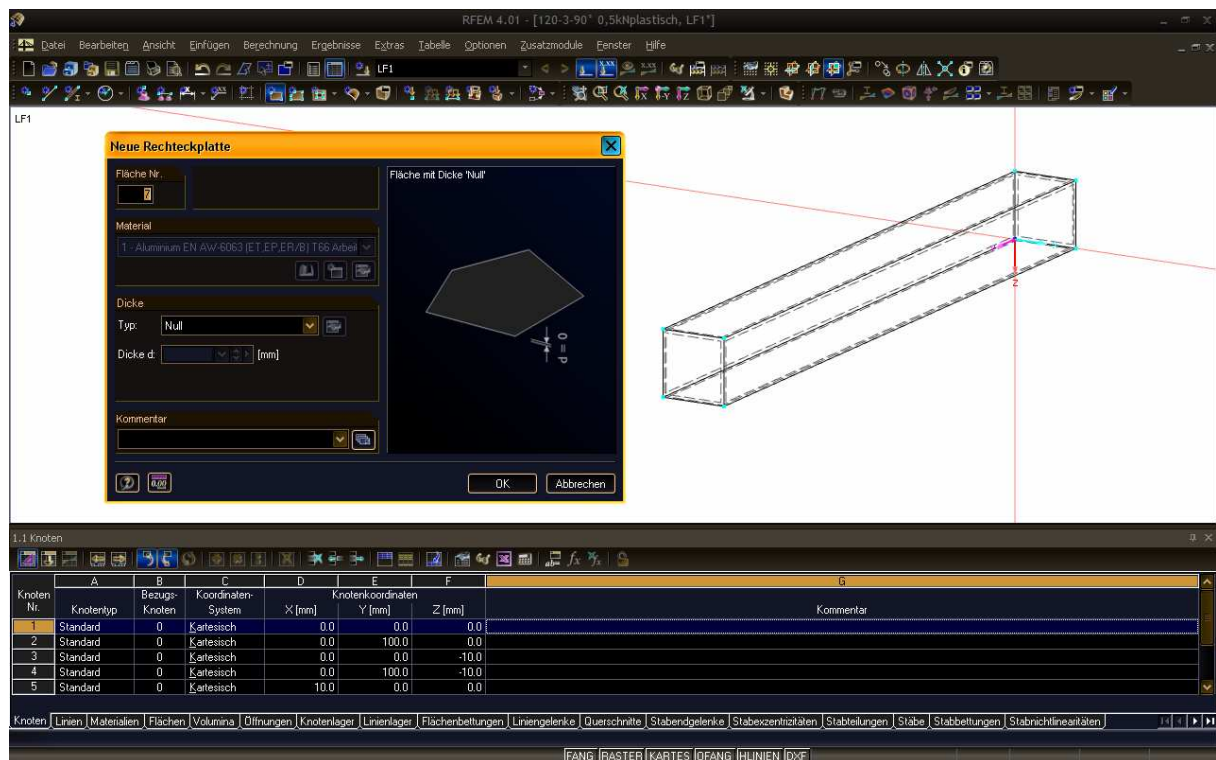 RFEM 4.01 - [120-3-90° 0,5kNplastisch, LF1*]
Datei Bearbeiten Ansicht Einfügen Berechnung Ergebnisse Extras Tabelle Optionen Zusatzmodule Fenster Hilfe
LF1
LF1
Neue Rechteckplatte
Fläche Nr.
7
Fläche mit Dicke 'Null'
Material
1 - Aluminium EN AW-6063 (ET,EP,ER/B) T66 Arbei
Dicke
Typ: Null
Dicke d: [mm]
d = 0
Kommentar
0.00
OK Abbrechen
Z
1.1 Knoten
A B C D E F G
Knoten Bezugs- Koordinaten- Knotenkoordinaten
Nr. Knotentyp Knoten System X [mm] Y [mm] Z [mm] Kommentar
1 Standard 0 Kartesisch 0.0 0.0 0.0
2 Standard 0 Kartesisch 0.0 100.0 0.0
3 Standard 0 Kartesisch 0.0 0.0 -10.0
4 Standard 0 Kartesisch 0.0 100.0 -10.0
5 Standard 0 Kartesisch 10.0 0.0 0.0
Knoten Linien Materialien Flächen Volumina Öffnungen Knotenlager Linienlager Flächenbettungen Liniengelenke Querschnitte Stabendgelenke Stabexzentrizitäten Stabteilungen Stäbe Stabbettungen Stabnichtlinearitäten
FANG RASTER KARTES OFANG HLINIEN DXF